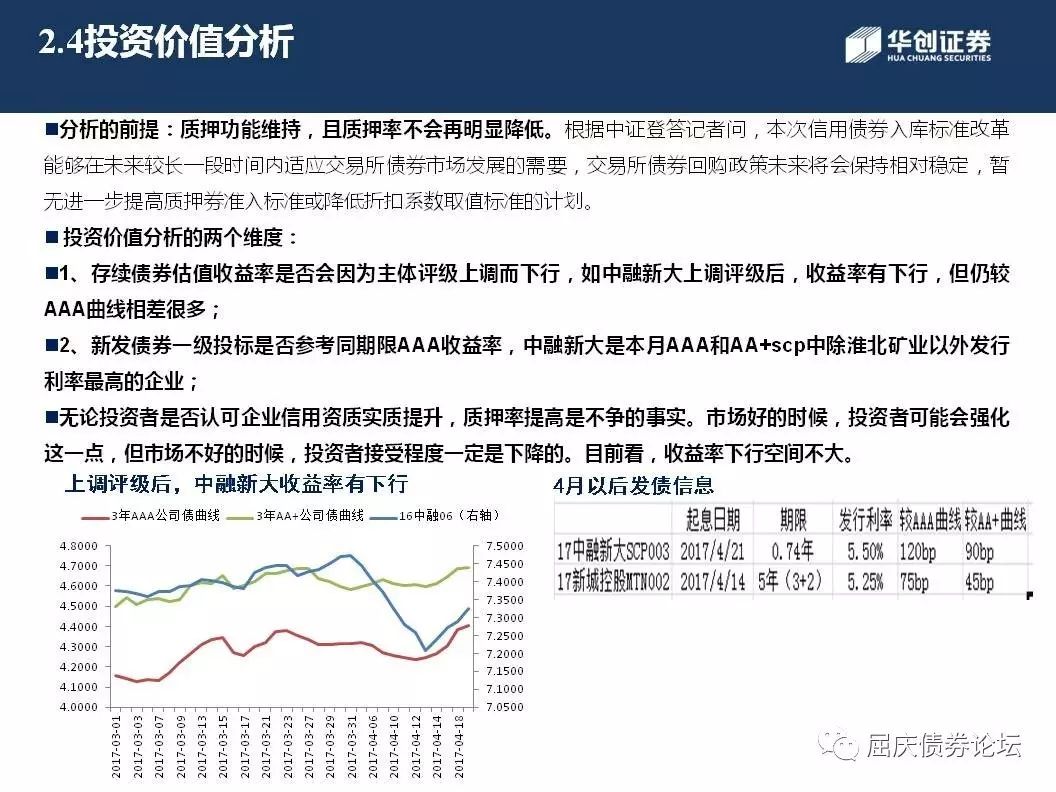 2.4投资价值分析
华创证券
HUA CHUANG SECURITIES
■分析的前提：质押功能维持，且质押率不会再明显降低。根据中证登答记者问，本次信用债券入库标准改革
能够在未来较长一段时间内适应交易所债券市场发展的需要，交易所债券回购政策未来将会保持相对稳定，暂
无进一步提高质押券准入标准或降低折扣系数取值标准的计划。
■投资价值分析的两个维度：
■1、存续债券估值收益率是否会因为主体评级上调而下行，如中融新大上调评级后，收益率有下行，但仍较
AAA曲线相差很多；
■2、新发债券一级投标是否参考同期限AAA收益率，中融新大是本月AAA和AA+scp中除淮北矿业以外发行
利率最高的企业；
■无论投资者是否认可企业信用资质实质提升，质押率提高是不争的事实。市场好的时候，投资者可能会强化
这一点，但市场不好的时候，投资者接受程度一定是下降的。目前看，收益率下行空间不大。
上调评级后，中融新大收益率有下行
3年AAA公司债曲线 3年AA+公司债曲线 16中融06（右轴）
4.8000 7.5000
4.7000 7.4500
4.6000 7.4000
4.5000 7.3500
4.4000 7.3000
4.3000 7.2500
4.2000 7.2000
4.1000 7.1500
4.0000 7.1000
7.0500
2017-03-01
2017-03-03
2017-03-07
2017-03-09
2017-03-13
2017-03-15
2017-03-17
2017-03-21
2017-03-23
2017-03-27
2017-03-29
2017-03-31
2017-04-06
2017-04-10
2017-04-12
2017-04-14
2017-04-18
4月以后发债信息
起息日期 期限 发行利率 较AAA曲线 较AA+曲线
17中融新大SCP003 2017/4/21 0.74年 5.50% 120bp 90bp
17新城控股MTN002 2017/4/14 5年（3+2） 5.25% 75bp 45bp
屈庆债券论坛